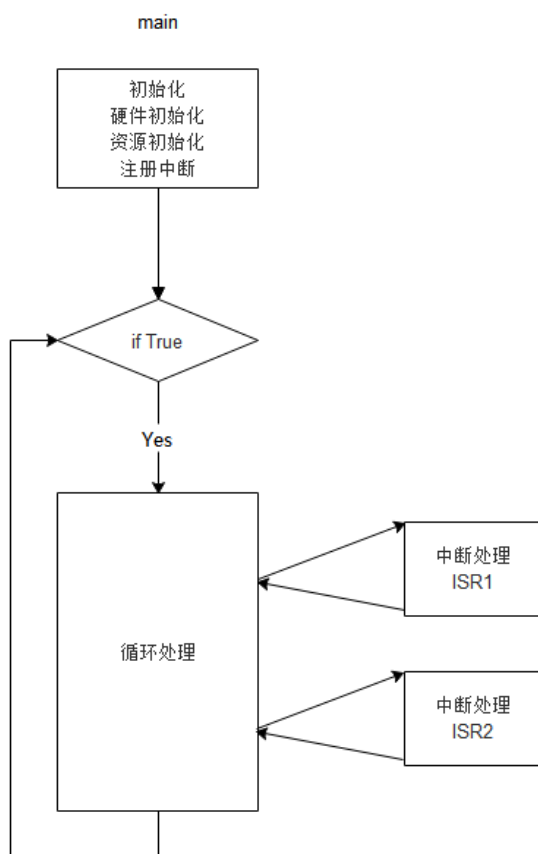 main
初始化
硬件初始化
资源初始化
注册中断
if True
Yes
循环处理
中断处理
ISR1
中断处理
ISR2